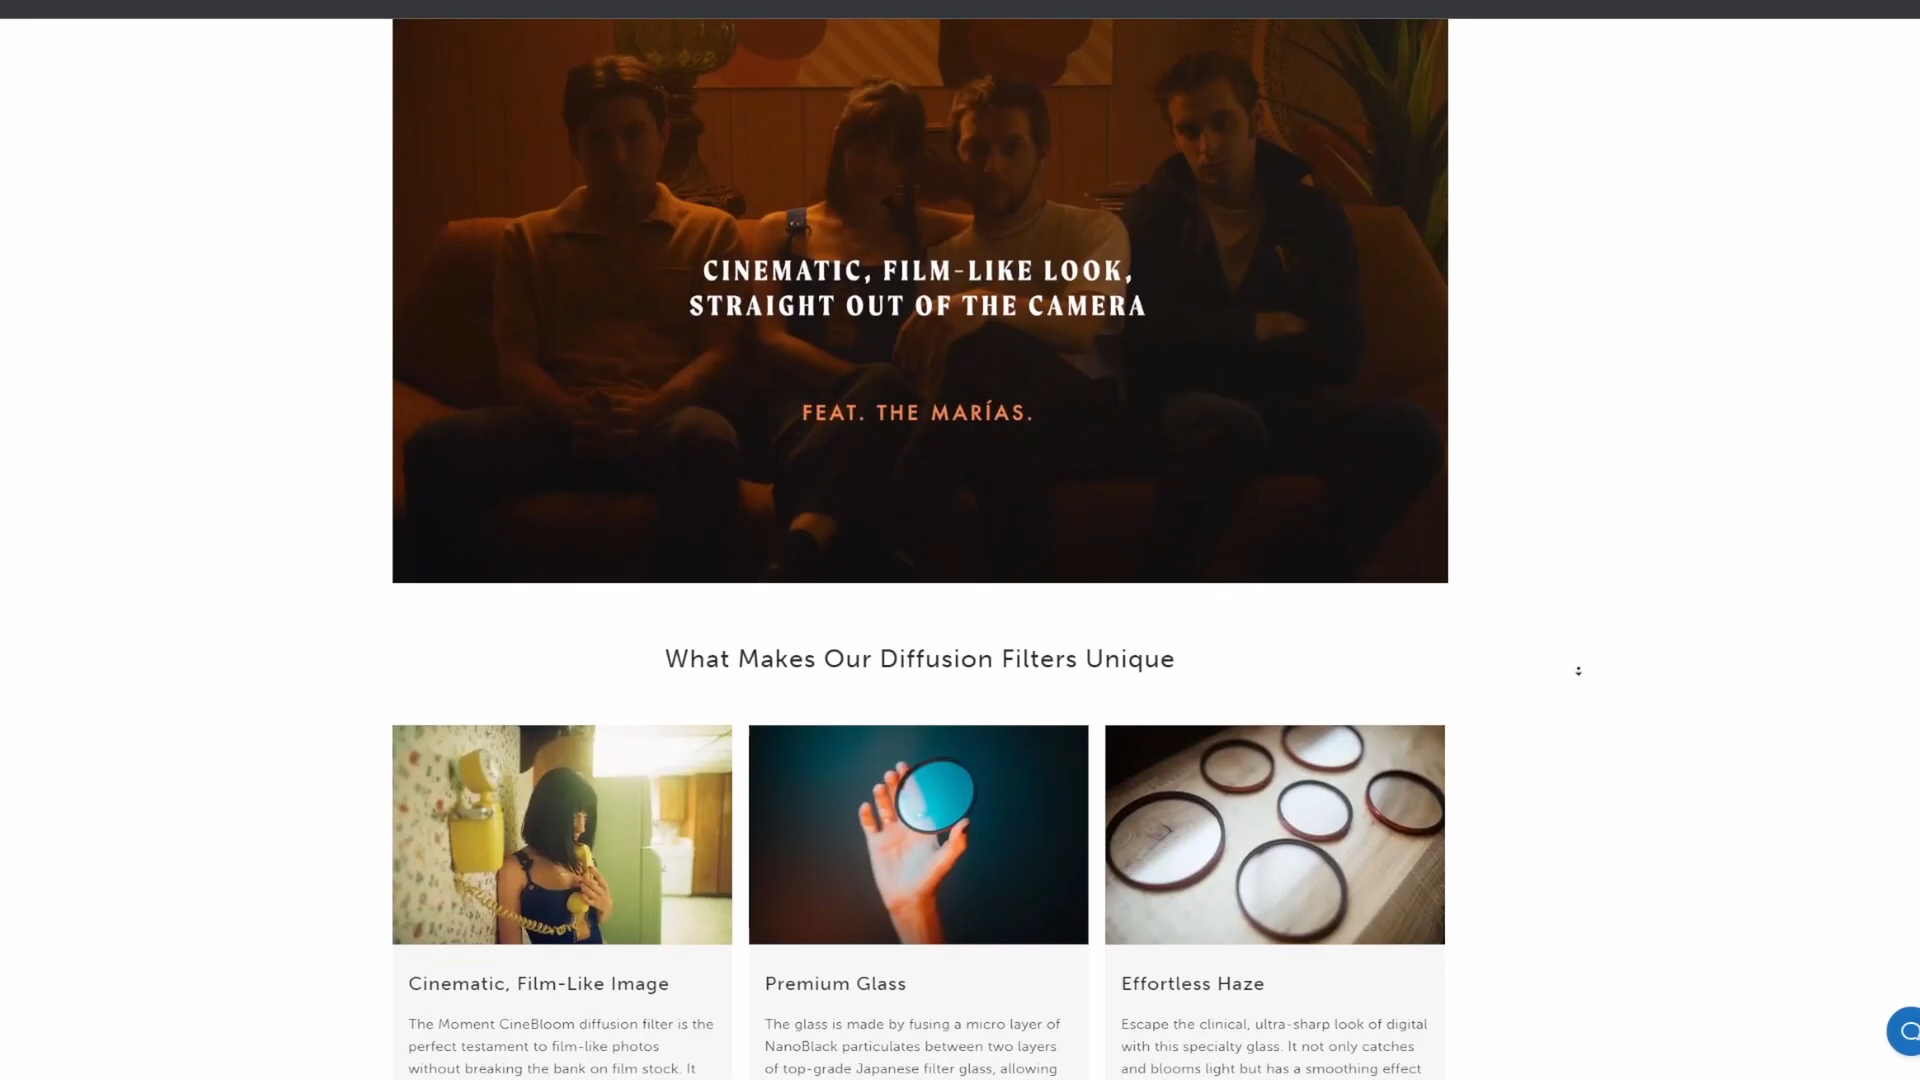 CINEMATIC, FILM-LIKE LOOK,
STRAIGHT OUT OF THE CAMERA
FEAT. THE MARÍAS.
What Makes Our Diffusion Filters Unique
Cinematic, Film-Like Image
The Moment CineBloom diffusion filter is the
perfect testament to film-like photos
without breaking the bank on film stock. It
Premium Glass
The glass is made by fusing a micro layer of
NanoBlack particulates between two layers
of top-grade Japanese filter glass, allowing
Effortless Haze
Escape the clinical, ultra-sharp look of digital
with this specialty glass. It not only catches
and blooms light but has a smoothing effect